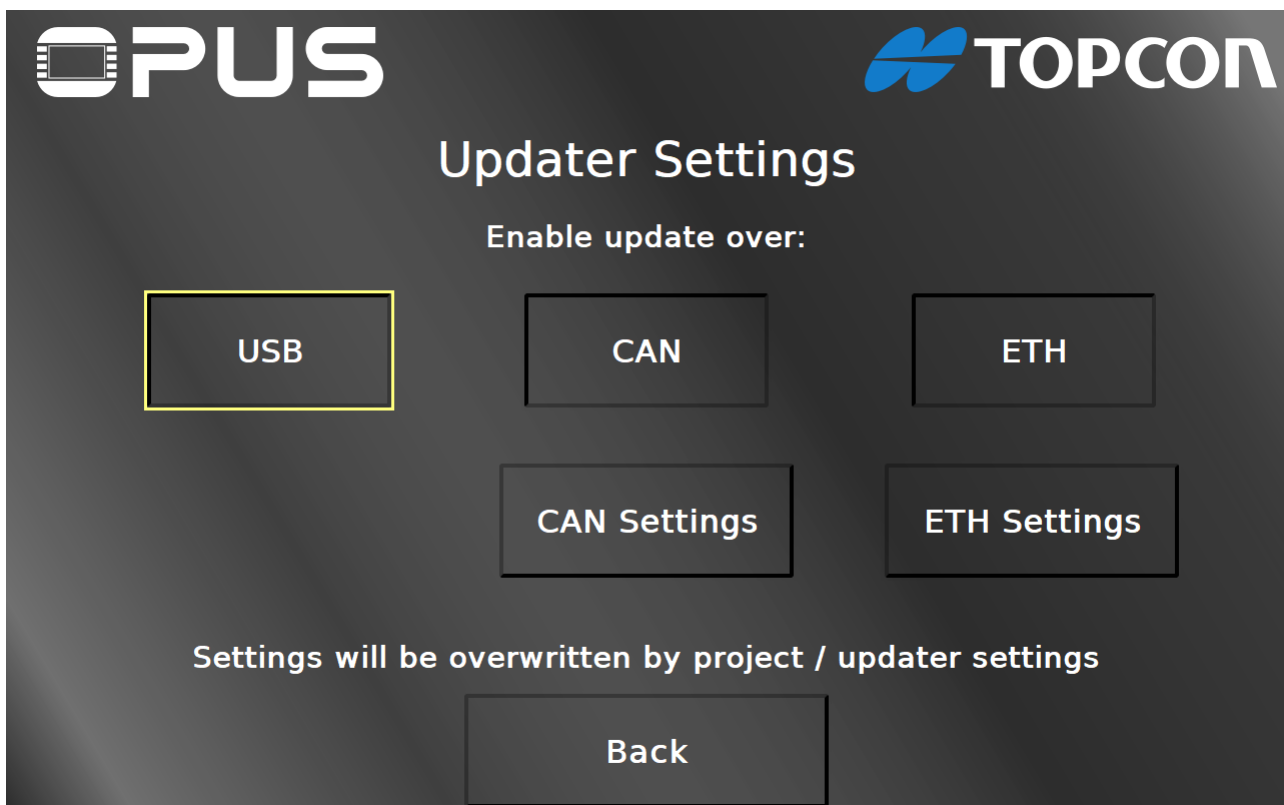 OPUS TOPCON
Updater Settings
Enable update over:
USB CAN ETH
CAN Settings ETH Settings
Settings will be overwritten by project / updater settings
Back